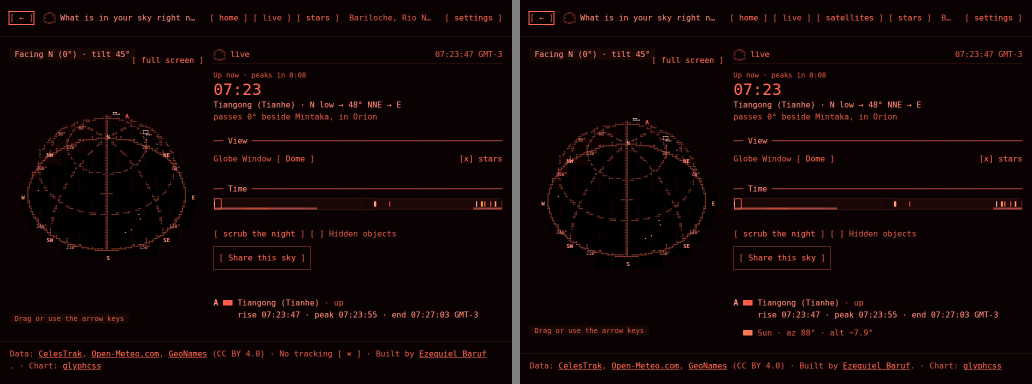 [ ← ] What is in your sky right n… [ home ] [ live ] [ stars ] Bariloche, Río N… [ settings ]
Facing N (0°) · tilt 45°
[ full screen ]
live 07:23:47 GMT-3
Up now · peaks in 0:08
07:23
Tiangong (Tianhe) · N low → 48° NNE → E
passes 0° beside Mintaka, in Orion
View
Globe Window [ Dome ] [x] stars
Time
[ scrub the night ] [ ] Hidden objects
[ Share this sky ]
A
N
NW
NE
W
E
SW
SE
S
A Tiangong (Tianhe) · up
rise 07:23:47 · peak 07:23:55 · end 07:27:03 GMT-3
Drag or use the arrow keys
Data: CelesTrak, Open-Meteo.com, GeoNames (CC BY 4.0) · No tracking [ × ] · Built by Ezequiel Baruf
. · Chart: glyphcss
[ ← ] What is in your sky right n… [ home ] [ live ] [ satellites ] [ stars ] B… [ settings ]
Facing N (0°) · tilt 45°
[ full screen ]
live 07:23:47 GMT-3
Up now · peaks in 0:08
07:23
Tiangong (Tianhe) · N low → 48° NNE → E
passes 0° beside Mintaka, in Orion
View
Globe Window [ Dome ] [x] stars
Time
[ scrub the night ] [ ] Hidden objects
[ Share this sky ]
A
N
NW
NE
W
E
SW
SE
S
A Tiangong (Tianhe) · up
rise 07:23:47 · peak 07:23:55 · end 07:27:03 GMT-3
Sun · az 88° · alt −7.9°
Drag or use the arrow keys
Data: CelesTrak, Open-Meteo.com, GeoNames (CC BY 4.0) · Built by Ezequiel Baruf. · Chart: glyphcss